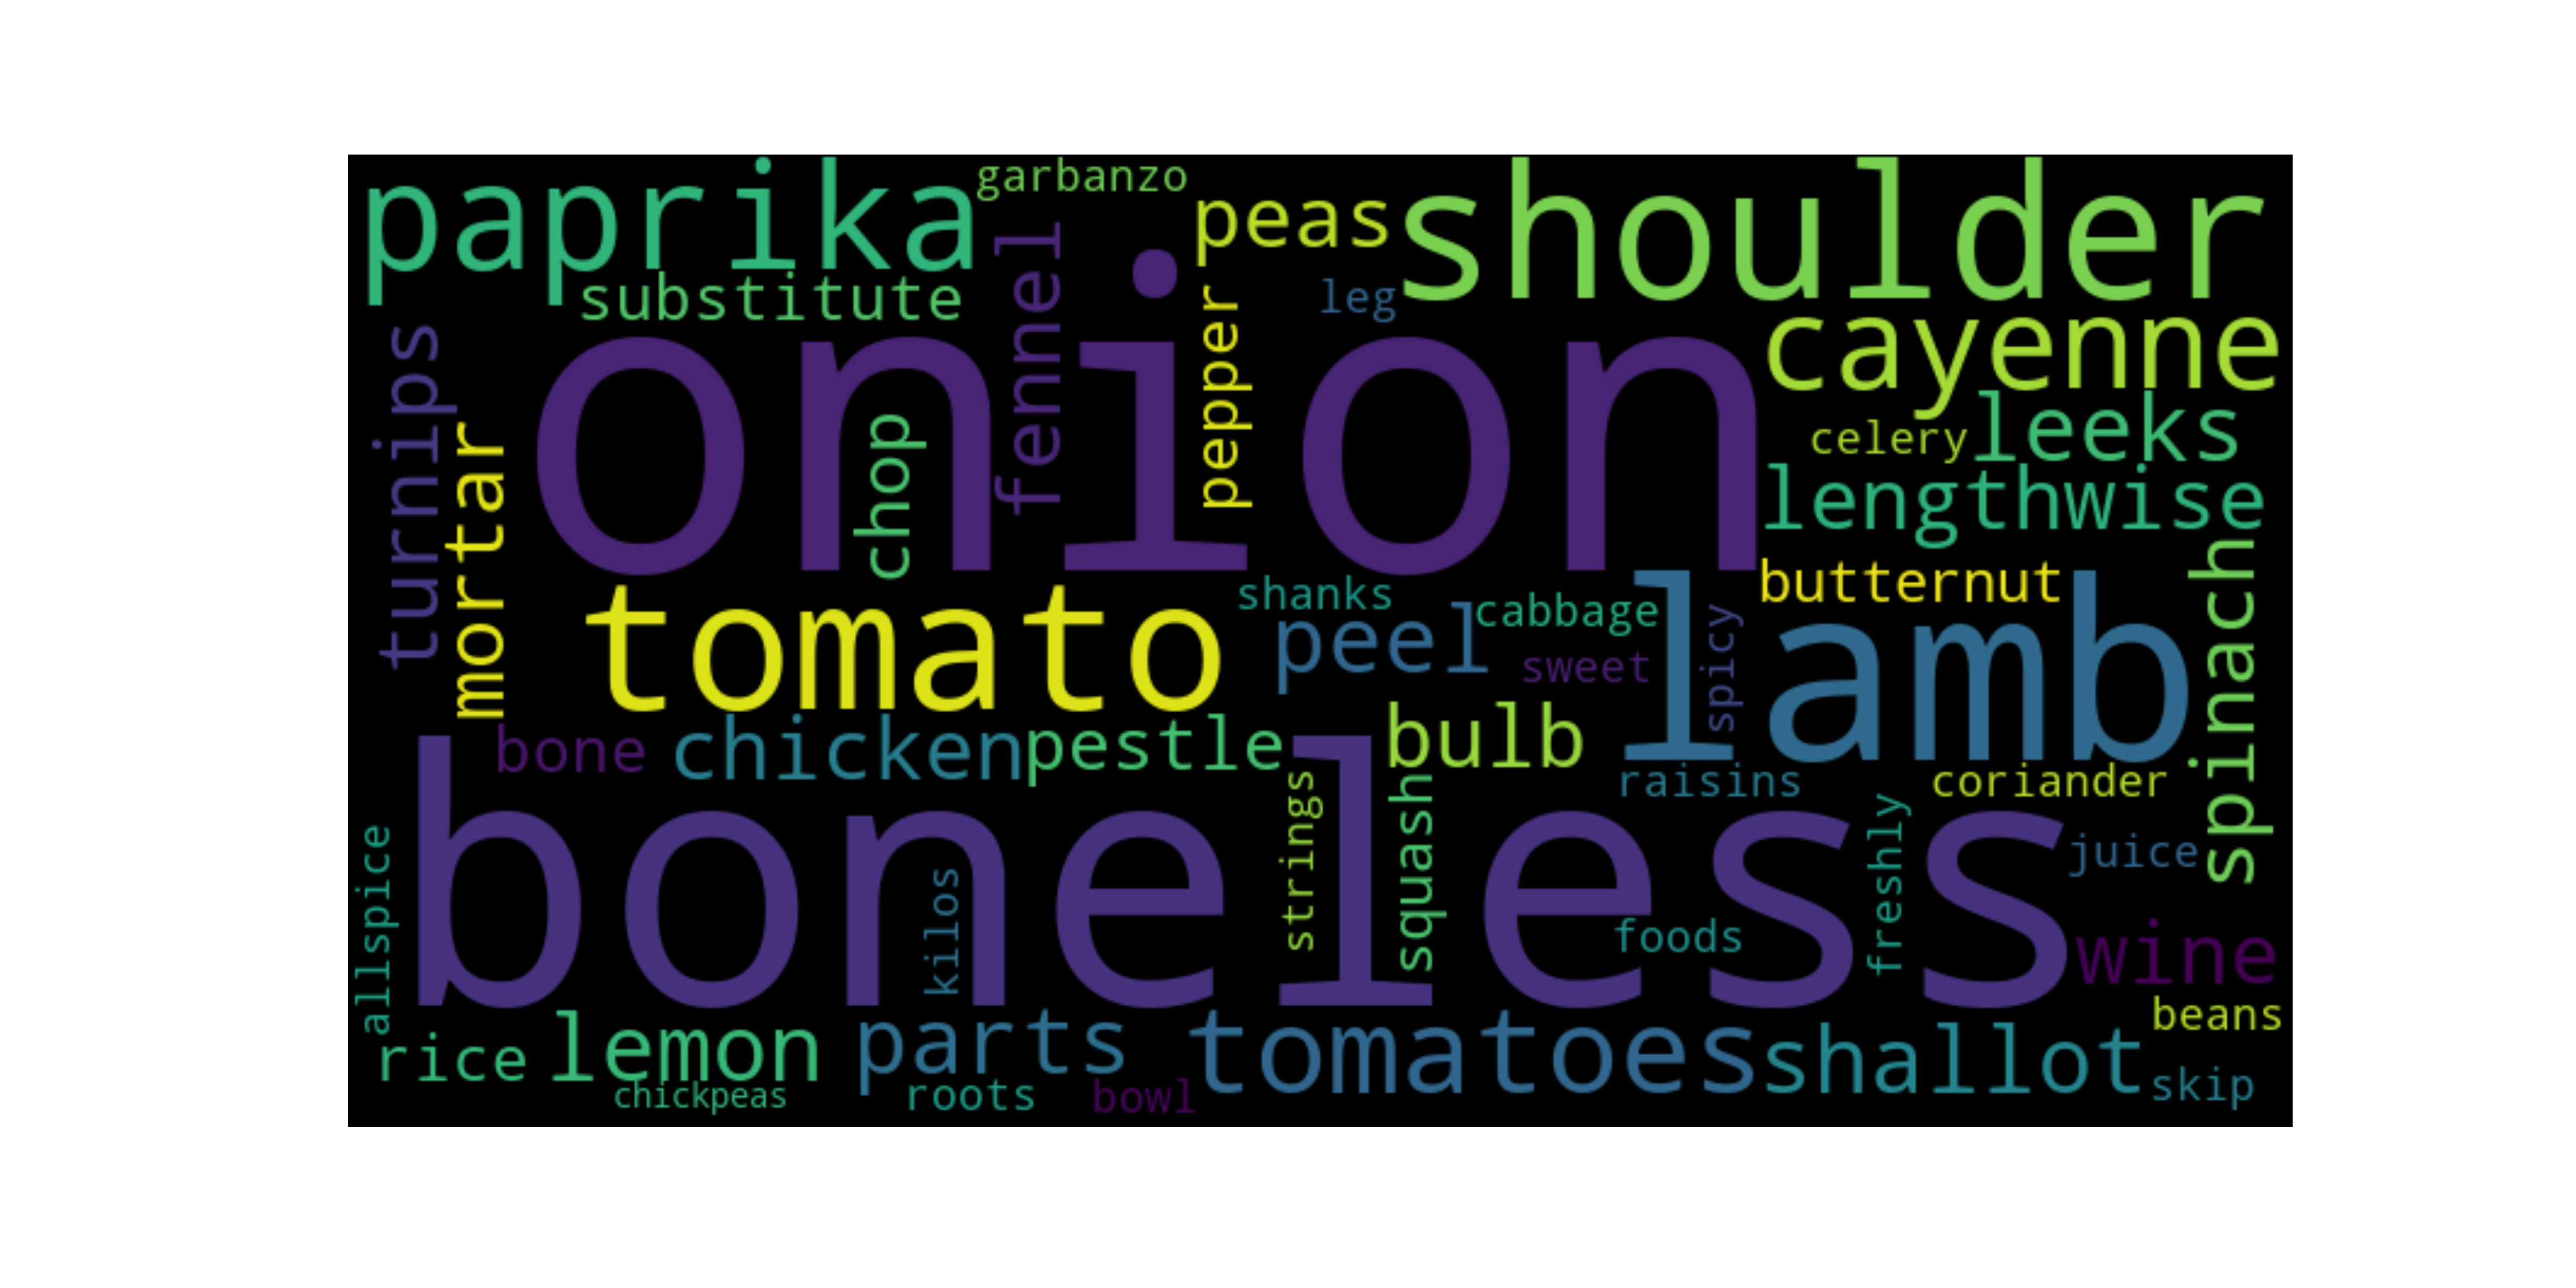 paprika
garbanzo
peas
shoulder
substitute
fennel
leg
pepper
cayenne
turnips
onion
chop
celery
leeks
mortar
lengthwise
tomato
shanks
cabbage
butternut
spinach
peel
sweet
spicy
lamb
bone
chicken
pestle
bulb
raisins
coriander
boneless
strings
squash
freshly
juice
allspice
kilos
foods
wine
rice
lemon
parts
tomatoes
shallot
beans
chickpeas
roots
bowl
skip